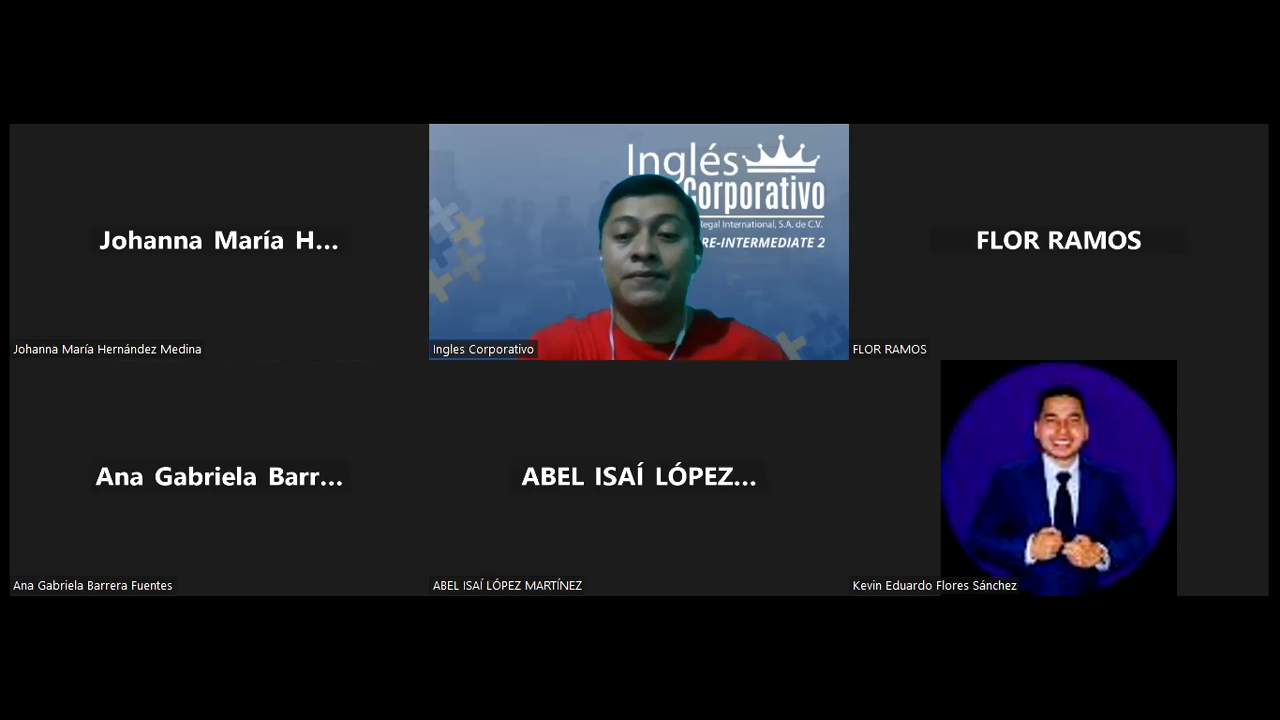 Johanna María H...
Johanna María Hernández Medina
Inglés
Corporativo
Regal International, S.A. de C.V.
RE-INTERMEDIATE 2
Ingles Corporativo
FLOR RAMOS
FLOR RAMOS
Ana Gabriela Barr...
Ana Gabriela Barrera Fuentes
ABEL ISAÍ LÓPEZ...
ABEL ISAÍ LÓPEZ MARTÍNEZ
Kevin Eduardo Flores Sánchez